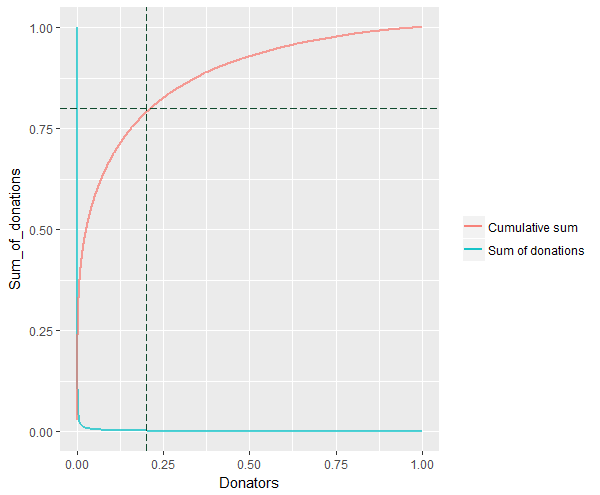 1.00
0.75
0.50
0.25
0.00
Sum_of_donations
0.00 0.25 0.50 0.75 1.00
Donators
Cumulative sum
Sum of donations